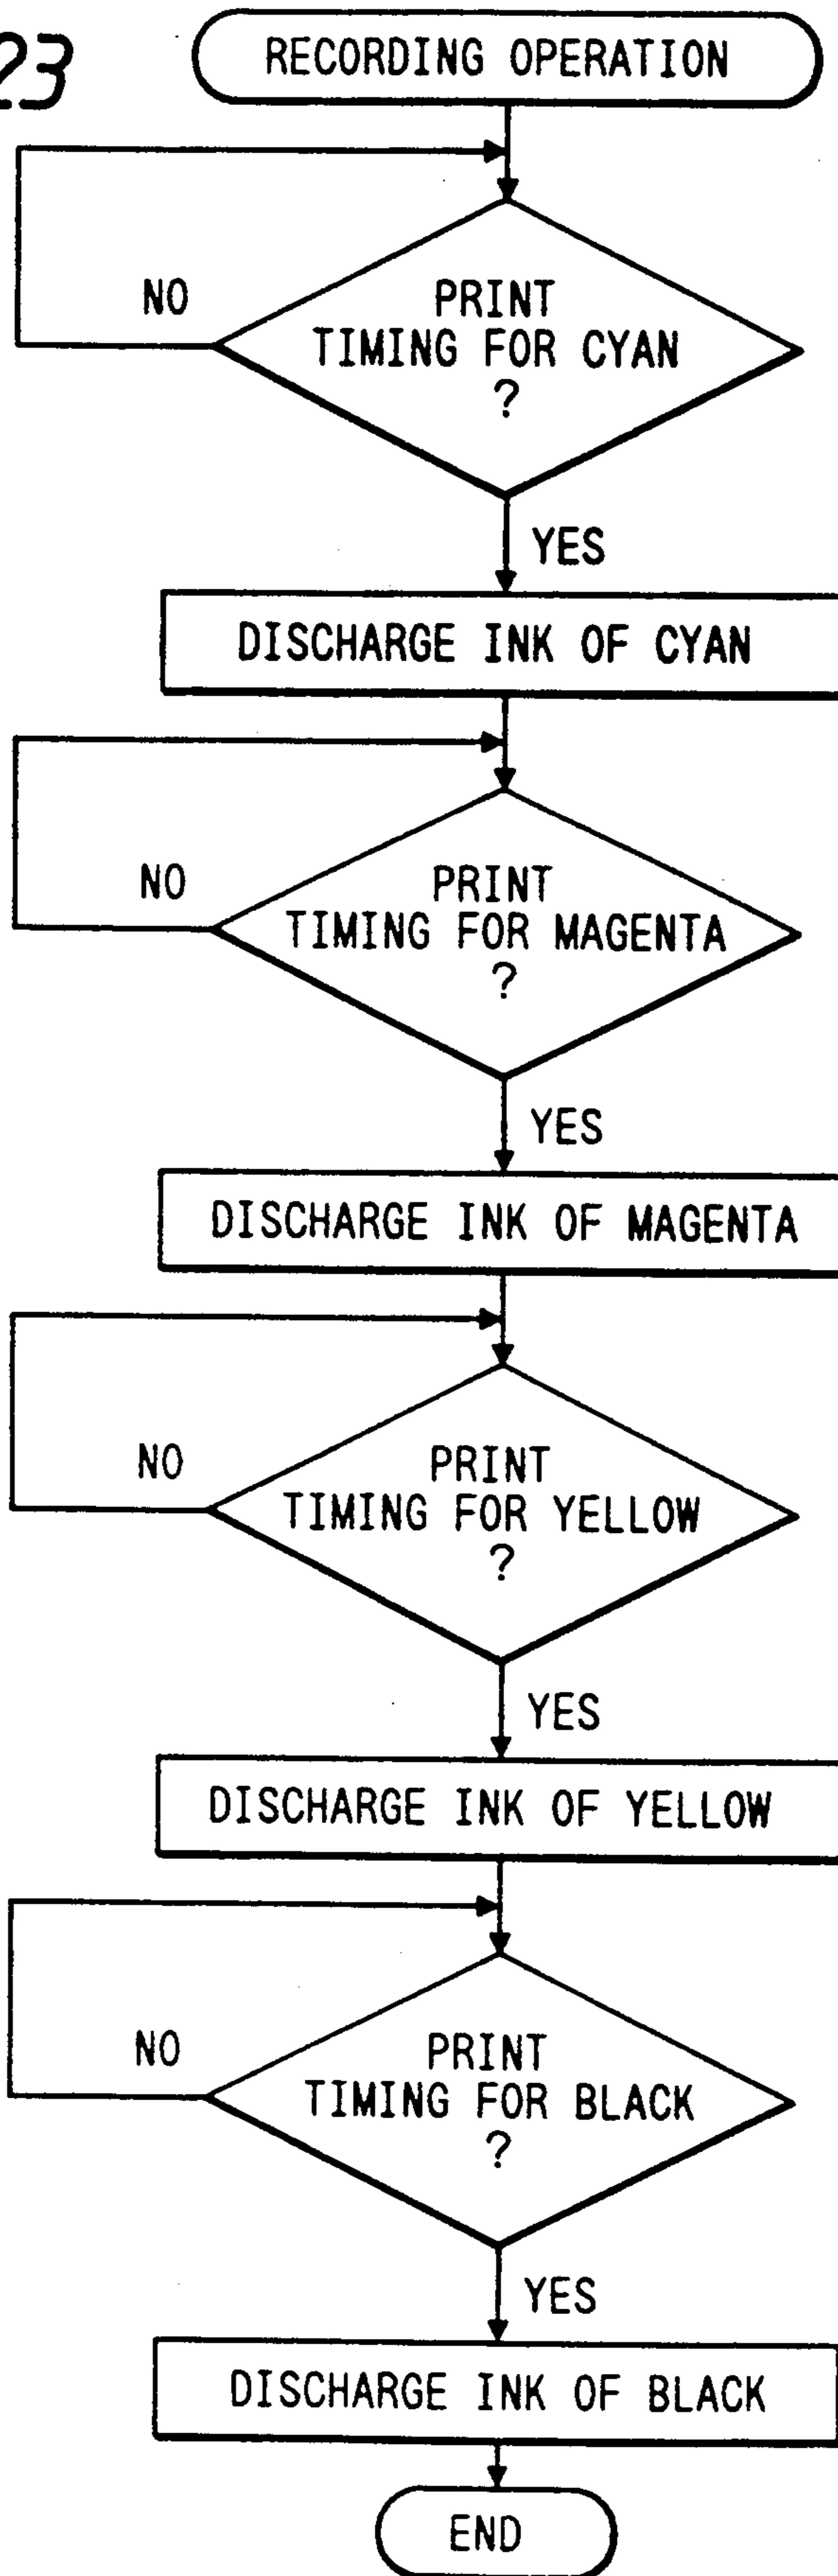 23
RECORDING OPERATION
PRINT
TIMING FOR CYAN
?
NO
YES
DISCHARGE INK OF CYAN
PRINT
TIMING FOR MAGENTA
?
NO
YES
DISCHARGE INK OF MAGENTA
PRINT
TIMING FOR YELLOW
?
NO
YES
DISCHARGE INK OF YELLOW
PRINT
TIMING FOR BLACK
?
NO
YES
DISCHARGE INK OF BLACK
END